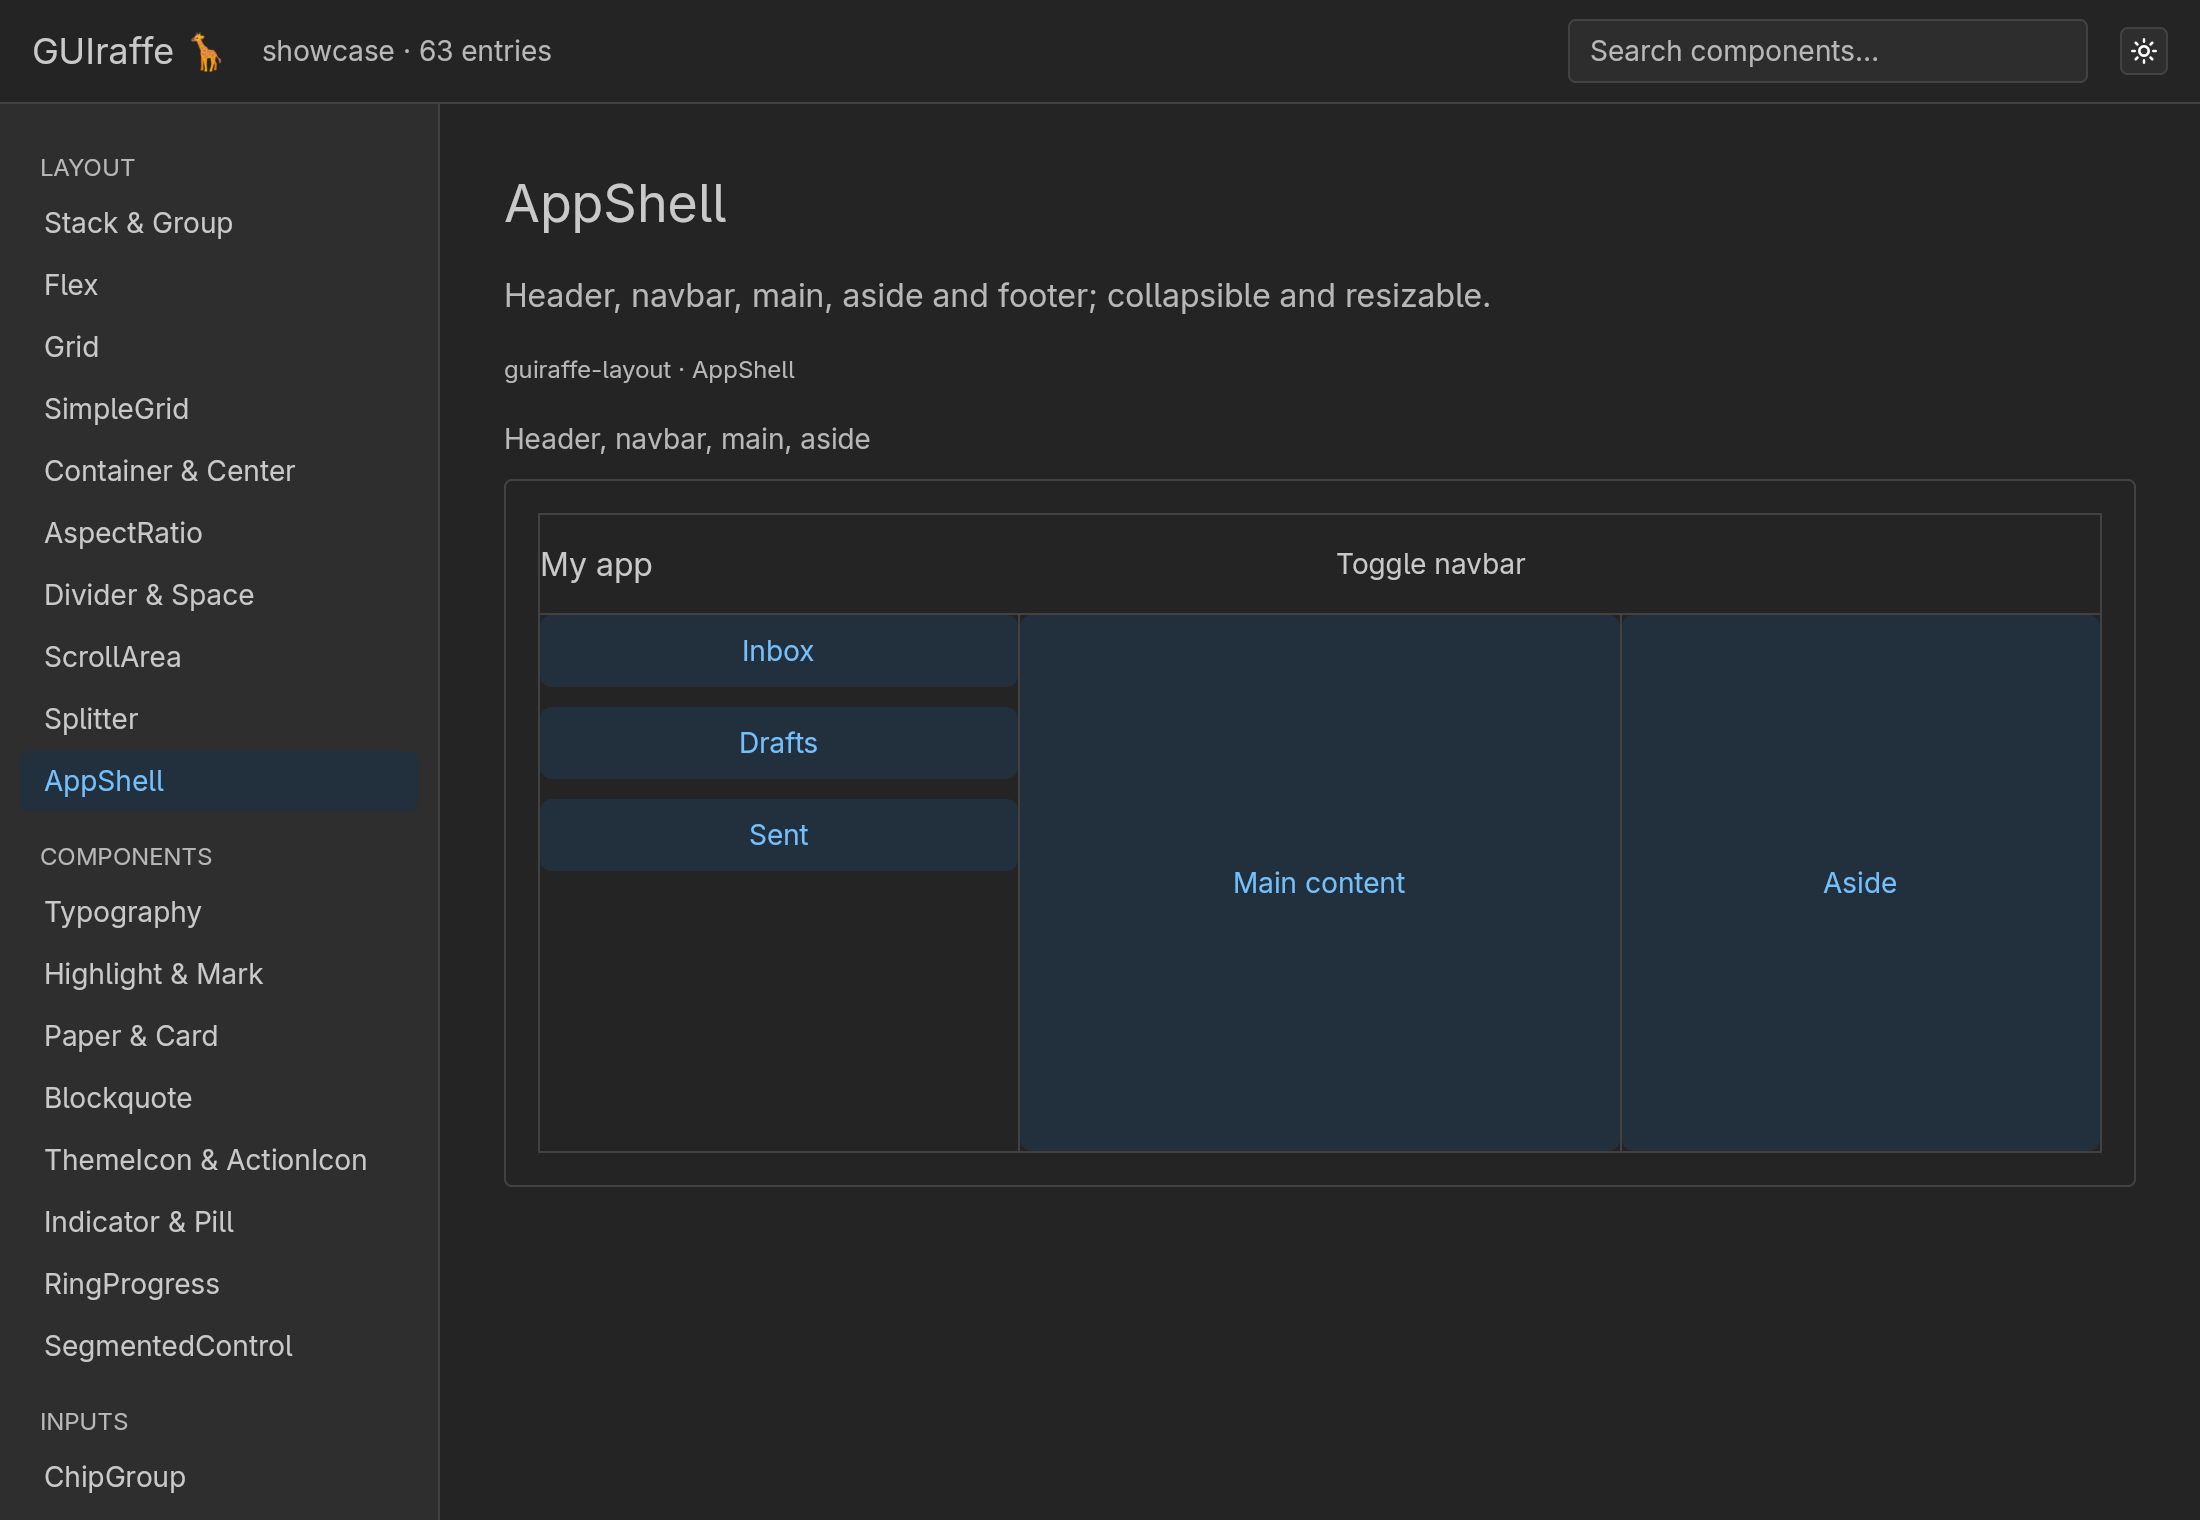 GUIraffe 🦒 showcase · 63 entries
Search components...
LAYOUT
Stack & Group
Flex
Grid
SimpleGrid
Container & Center
AspectRatio
Divider & Space
ScrollArea
Splitter
AppShell
COMPONENTS
Typography
Highlight & Mark
Paper & Card
Blockquote
ThemeIcon & ActionIcon
Indicator & Pill
RingProgress
SegmentedControl
INPUTS
ChipGroup
AppShell
Header, navbar, main, aside and footer; collapsible and resizable.
guiraffe-layout · AppShell
Header, navbar, main, aside
My app
Toggle navbar
Inbox
Drafts
Sent
Main content
Aside